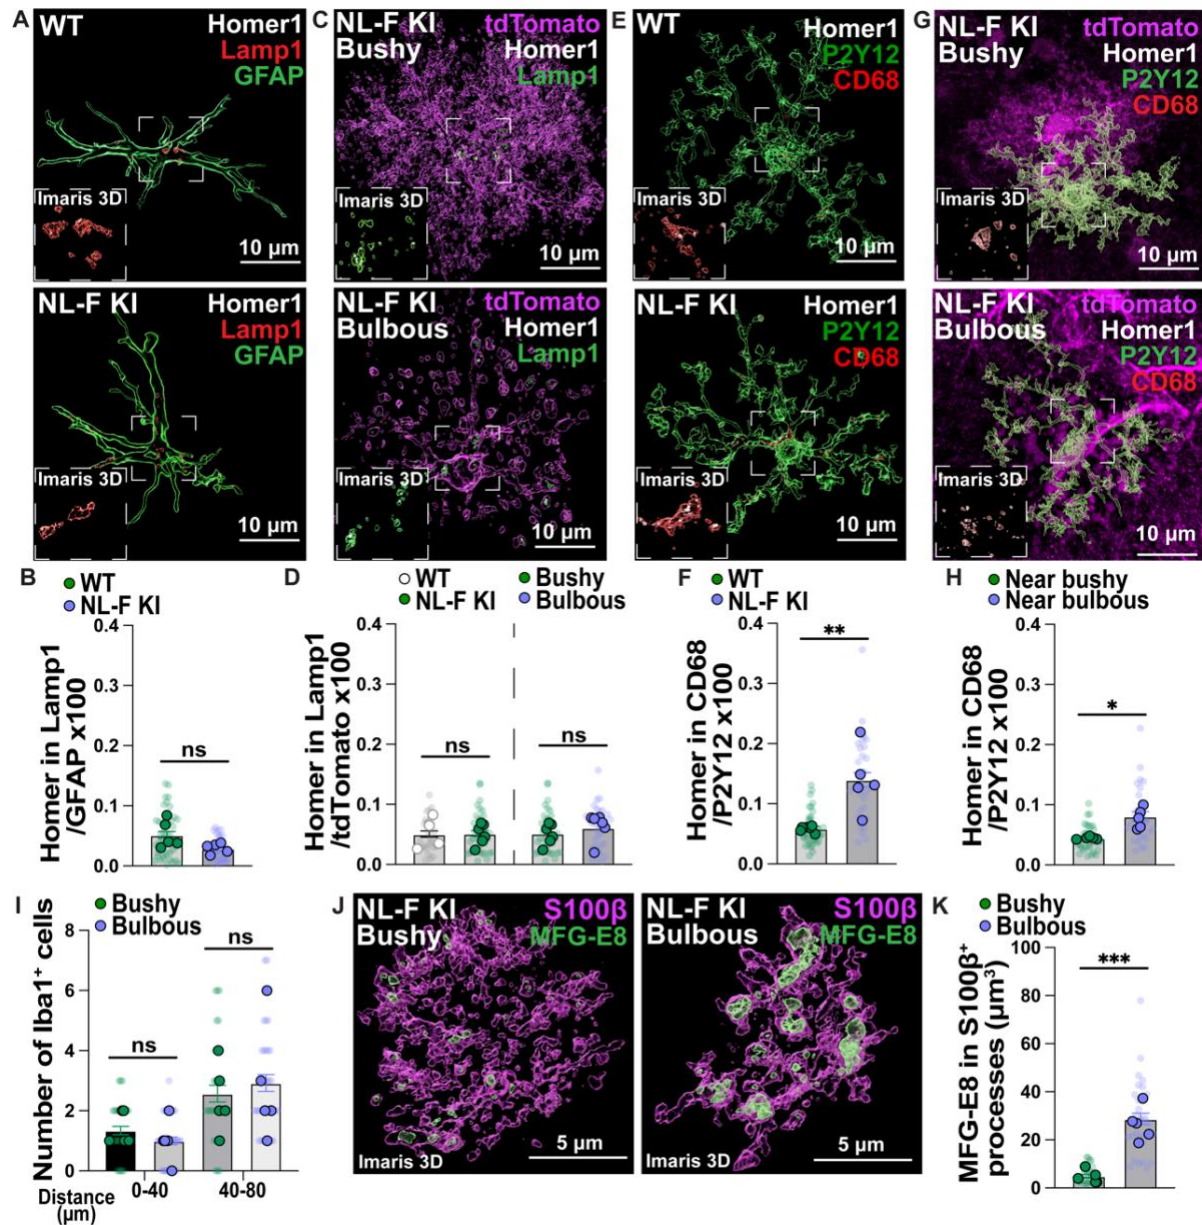 A
WT
Homer1
Lamp1
GFAP
Imaris 3D
10 µm
NL-F KI
Homer1
Lamp1
GFAP
Imaris 3D
10 µm
C
NL-F KI
Bushy
tdTomato
Homer1
Lamp1
Imaris 3D
10 µm
NL-F KI
Bulbous
tdTomato
Homer1
Lamp1
Imaris 3D
10 µm
E
WT
Homer1
P2Y12
CD68
Imaris 3D
10 µm
NL-F KI
Homer1
P2Y12
CD68
Imaris 3D
10 µm
G
NL-F KI
Bushy
tdTomato
Homer1
P2Y12
CD68
Imaris 3D
10 µm
NL-F KI
Bulbous
tdTomato
Homer1
P2Y12
CD68
Imaris 3D
10 µm
B
WT
NL-F KI
Homer in Lamp1
/GFAP x100
0.4
0.3
0.2
0.1
0.0
ns
D
WT
NL-F KI
Bushy
Bulbous
Homer in Lamp1
/tdTomato x100
0.4
0.3
0.2
0.1
0.0
ns
ns
F
WT
NL-F KI
Homer in CD68
/P2Y12 x100
0.4
0.3
0.2
0.1
0.0
**
H
Near bushy
Near bulbous
Homer in CD68
/P2Y12 x100
0.4
0.3
0.2
0.1
0.0
*
I
Bushy
Bulbous
Number of Iba1⁺ cells
8
6
4
2
0
ns
ns
Distance
(µm)
0-40
40-80
J
NL-F KI
Bushy
S100β
MFG-E8
Imaris 3D
5 µm
NL-F KI
Bulbous
S100β
MFG-E8
Imaris 3D
5 µm
K
Bushy
Bulbous
MFG-E8 in S100β⁺
processes (µm³)
100
80
60
40
20
0
***